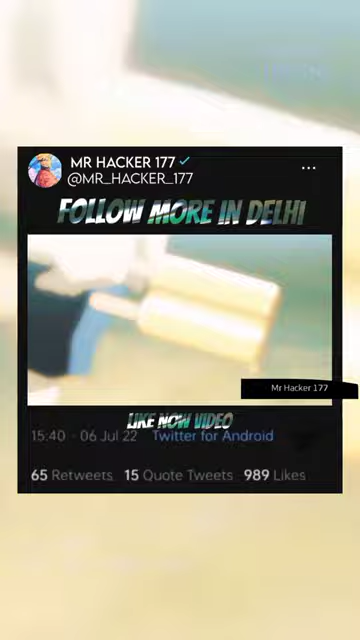 MR HACKER 177
@MR_HACKER_177
FOLLOW MORE IN DELHI
Mr Hacker 177
LIKE NOW VIDEO
15:40 06 Jul 22 Twitter for Android
65 Retweets 15 Quote Tweets 989 Likes